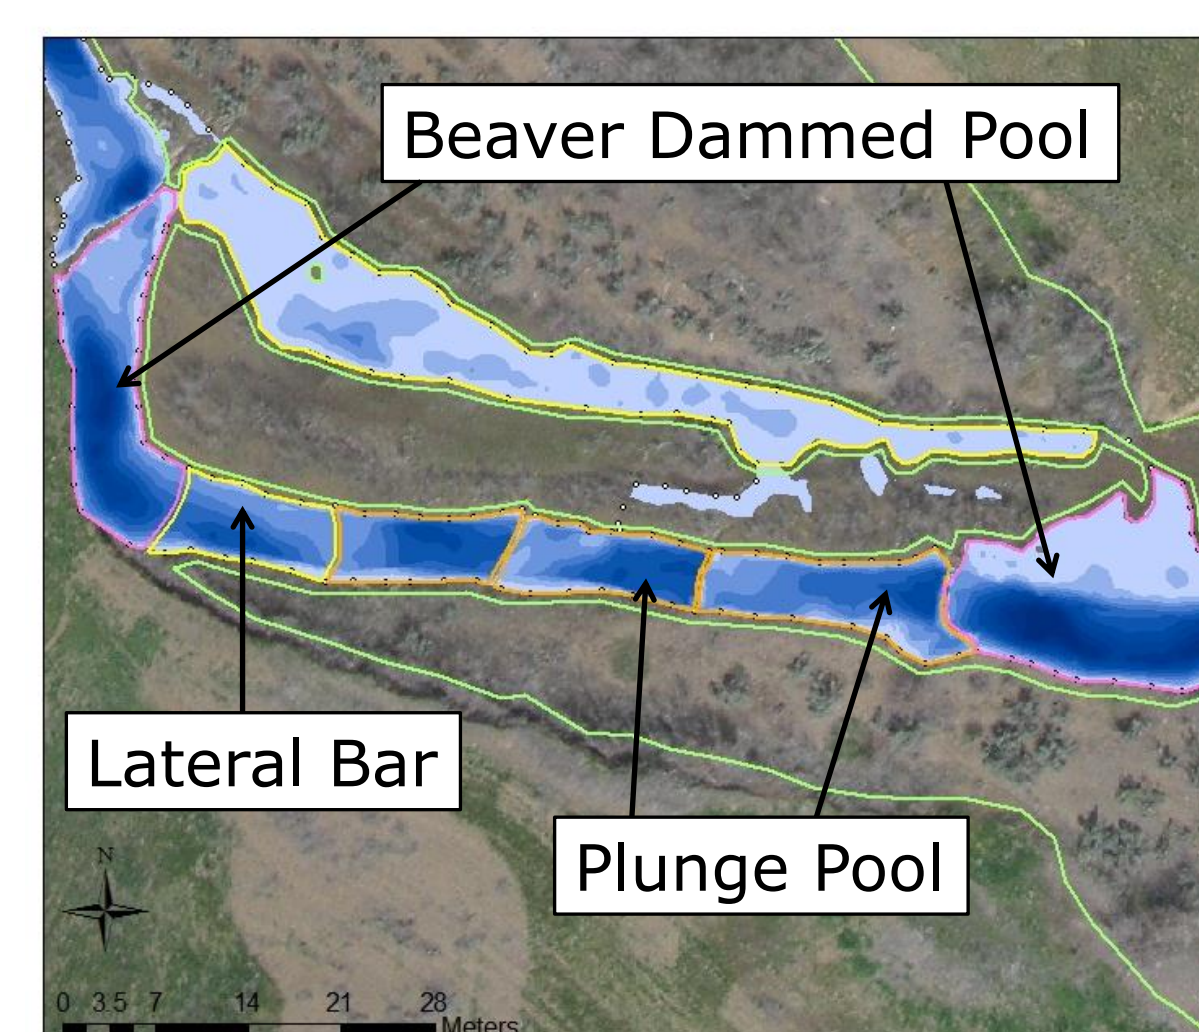 Beaver Dammed Pool
Lateral Bar
Plunge Pool
N
0 3.5 7 14 21 28
Meters